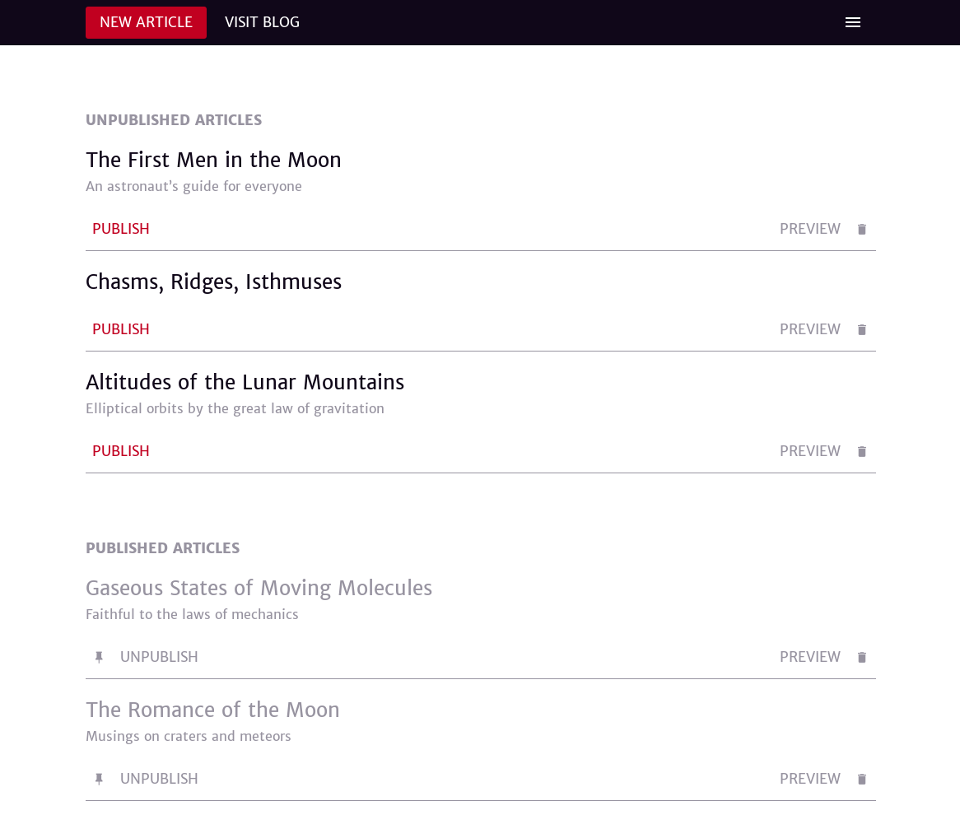 NEW ARTICLE VISIT BLOG
UNPUBLISHED ARTICLES
The First Men in the Moon
An astronaut's guide for everyone
PUBLISH PREVIEW
Chasms, Ridges, Isthmuses
PUBLISH PREVIEW
Altitudes of the Lunar Mountains
Elliptical orbits by the great law of gravitation
PUBLISH PREVIEW
PUBLISHED ARTICLES
Gaseous States of Moving Molecules
Faithful to the laws of mechanics
UNPUBLISH PREVIEW
The Romance of the Moon
Musings on craters and meteors
UNPUBLISH PREVIEW